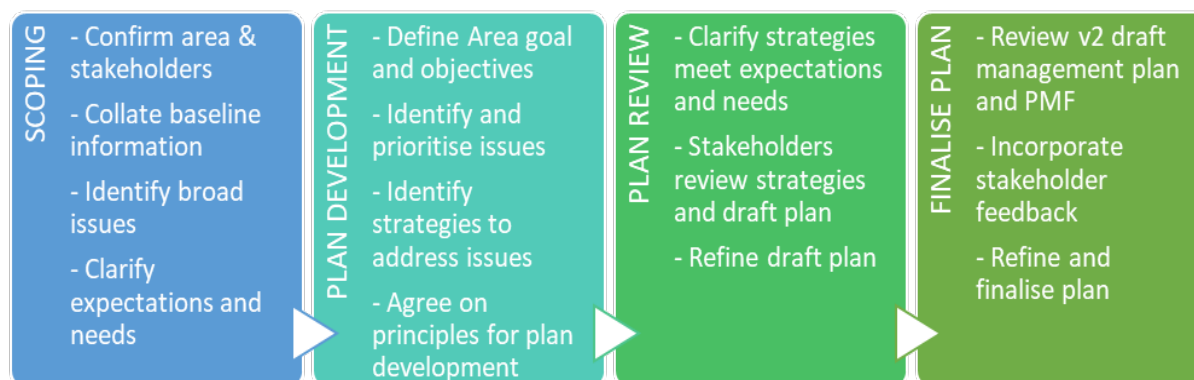 SCOPING
- Confirm area &
stakeholders
- Collate baseline
information
- Identify broad
issues
- Clarify
expectations and
needs
PLAN DEVELOPMENT
- Define Area goal
and objectives
- Identify and
prioritise issues
- Identify
strategies to
address issues
- Agree on
principles for plan
development
PLAN REVIEW
- Clarify strategies
meet expectations
and needs
- Stakeholders
review strategies
and draft plan
- Refine draft plan
FINALISE PLAN
- Review v2 draft
management plan
and PMF
- Incorporate
stakeholder
feedback
- Refine and
finalise plan